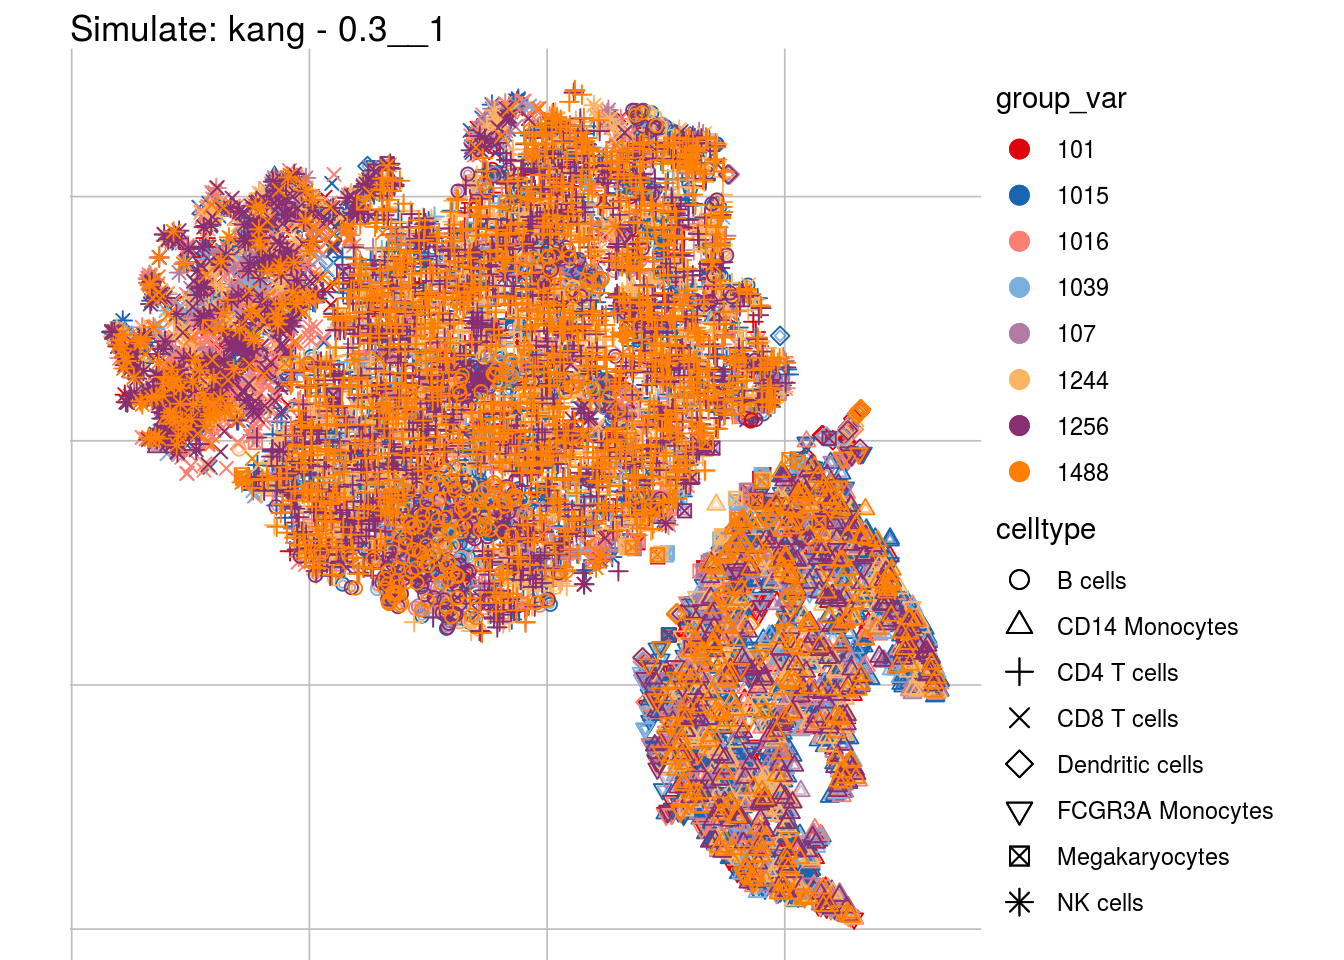 Simulate: kang - 0.3__1
group_var
101
1015
1016
1039
107
1244
1256
1488
celltype
B cells
CD14 Monocytes
CD4 T cells
CD8 T cells
Dendritic cells
FCGR3A Monocytes
Megakaryocytes
NK cells